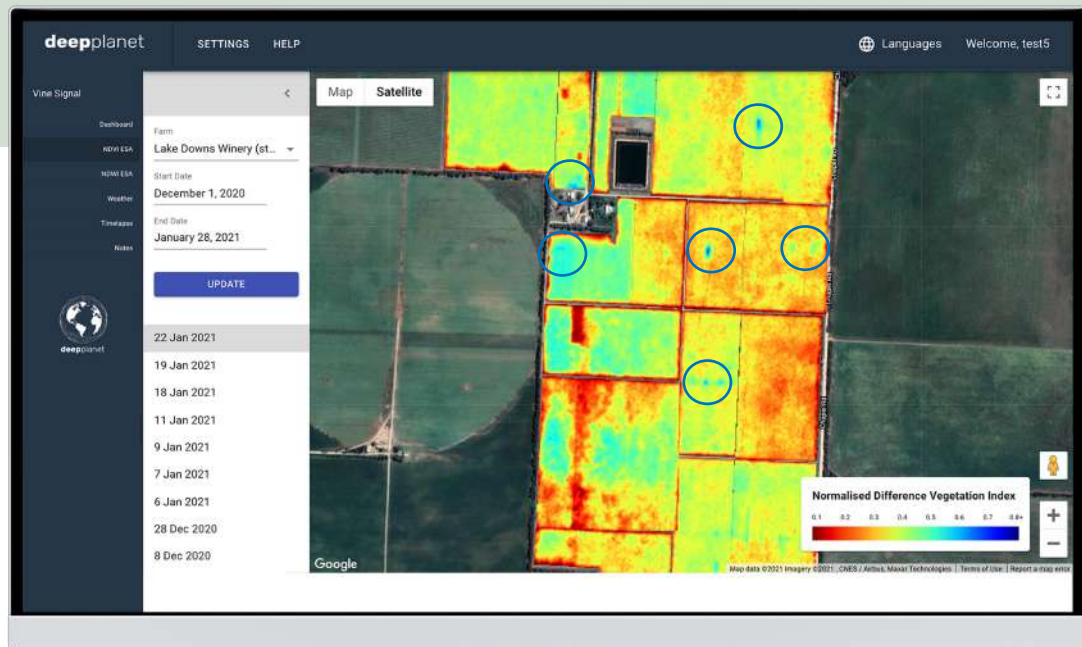 deepplanet
SETTINGS HELP
Languages Welcome, test5
Vine Signal
Dashboard
NDVI ESA
NDWI ESA
Weather
Timelapse
Notes
deepplanet
Farm
Lake Downs Winery (st...
Start Date
December 1, 2020
End Date
January 28, 2021
UPDATE
22 Jan 2021
19 Jan 2021
18 Jan 2021
11 Jan 2021
9 Jan 2021
7 Jan 2021
6 Jan 2021
28 Dec 2020
8 Dec 2020
Map Satellite
Normalised Difference Vegetation Index
0.1 0.2 0.3 0.4 0.5 0.6 0.7 0.8+
Google
Map data ©2021 Imagery ©2021 , CNES / Airbus, Maxar Technologies Terms of Use Report a map error